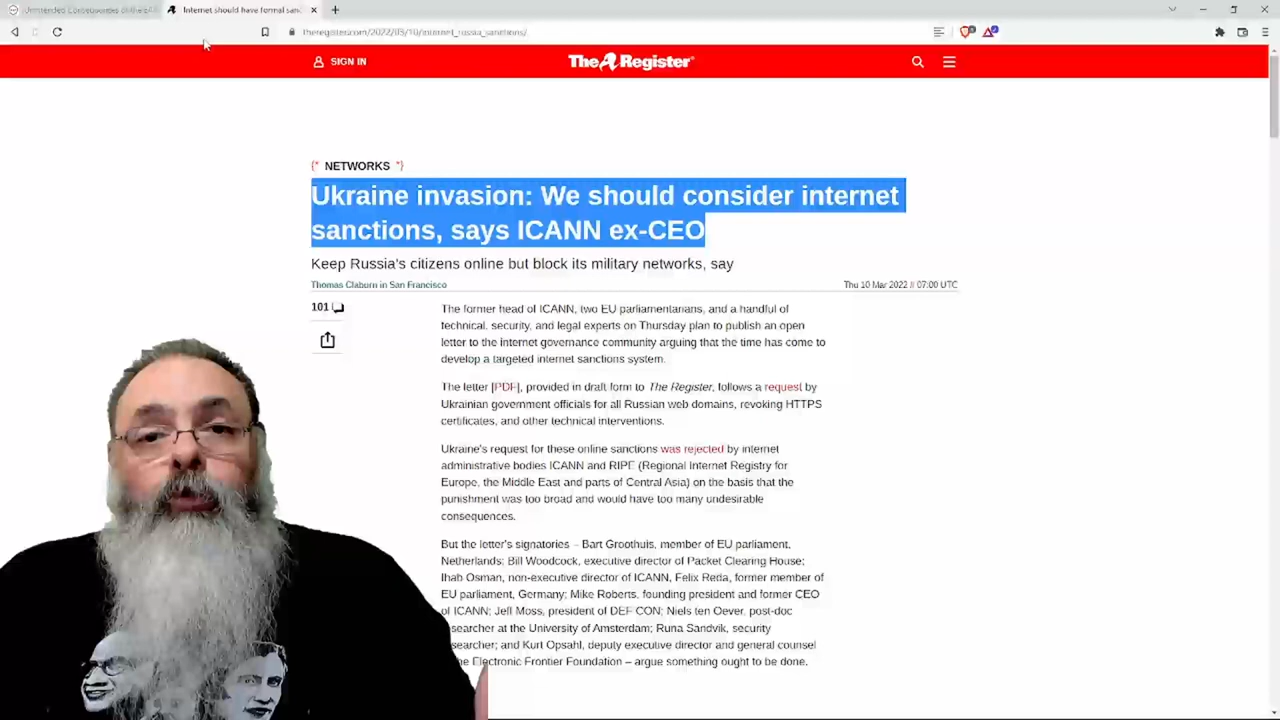 Internet should have formal sanc
theregister.com/2022/03/10/internet_russia_sanctions/
SIGN IN
The Register®
{* NETWORKS *}
Ukraine invasion: We should consider internet
sanctions, says ICANN ex-CEO
Keep Russia's citizens online but block its military networks, say
Thomas Claburn in San Francisco
Thu 10 Mar 2022 // 07:00 UTC
101
The former head of ICANN, two EU parliamentarians, and a handful of
technical, security, and legal experts on Thursday plan to publish an open
letter to the internet governance community arguing that the time has come to
develop a targeted internet sanctions system.
The letter [PDF], provided in draft form to The Register, follows a request by
Ukrainian government officials for all Russian web domains, revoking HTTPS
certificates, and other technical interventions.
Ukraine's request for these online sanctions was rejected by internet
administrative bodies ICANN and RIPE (Regional Internet Registry for
Europe, the Middle East and parts of Central Asia) on the basis that the
punishment was too broad and would have too many undesirable
consequences.
But the letter's signatories – Bart Groothuis, member of EU parliament,
Netherlands; Bill Woodcock, executive director of Packet Clearing House;
Ihab Osman, non-executive director of ICANN, Felix Reda, former member of
EU parliament, Germany; Mike Roberts, founding president and former CEO
of ICANN; Jeff Moss, president of DEF CON; Niels ten Oever, post-doc
searcher at the University of Amsterdam; Runa Sandvik, security
searcher; and Kurt Opsahl, deputy executive director and general counsel
he Electronic Frontier Foundation – argue something ought to be done.